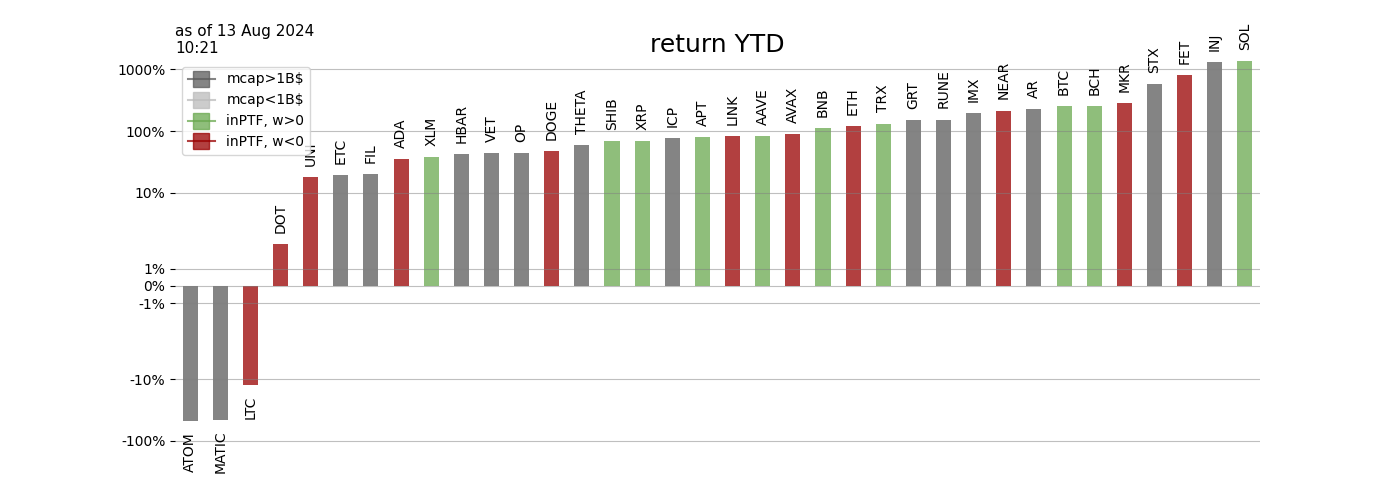 as of 13 Aug 2024
10:21
return YTD
mcap>1B$
mcap<1B$
inPTF, w>0
inPTF, w<0
1000%
100%
10%
1%
0%
-1%
-10%
-100%
ATOM
MATIC
LTC
DOT
UNI
ETC
FIL
ADA
XLM
HBAR
VET
OP
DOGE
THETA
SHIB
XRP
ICP
APT
LINK
AAVE
AVAX
BNB
ETH
TRX
GRT
RUNE
IMX
NEAR
AR
BTC
BCH
MKR
STX
FET
INJ
SOL